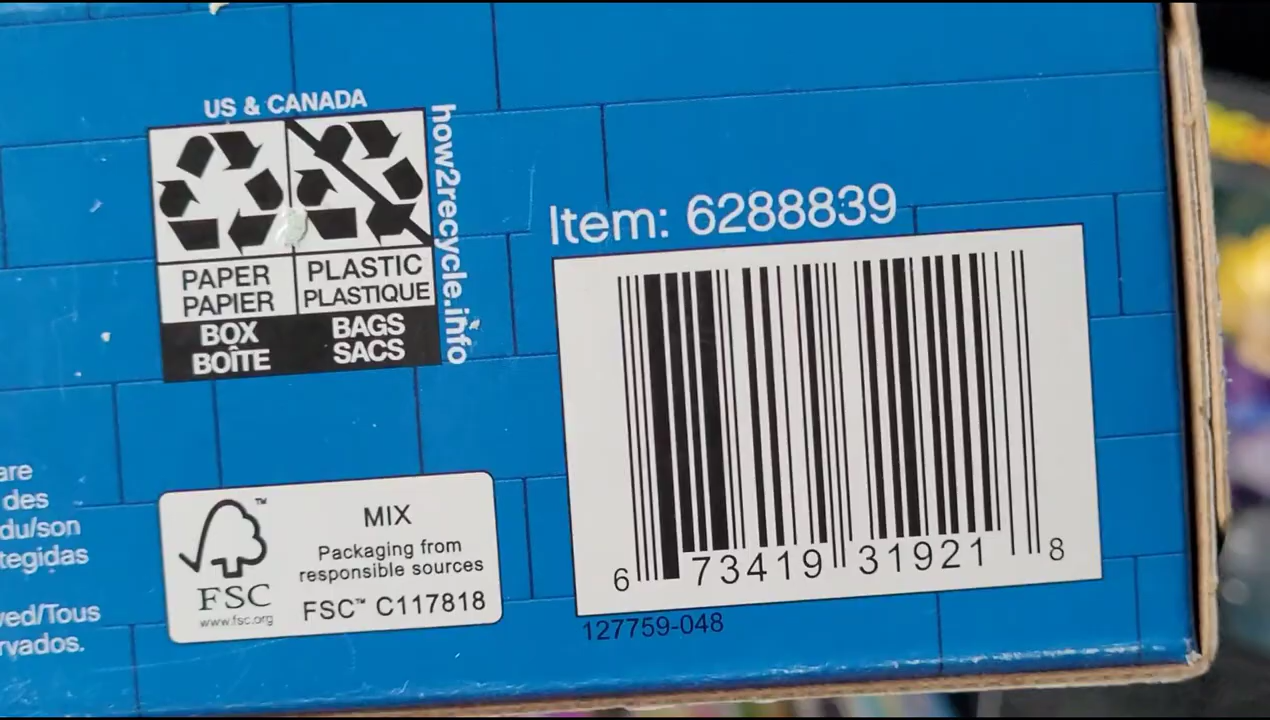 US & CANADA
how2recycle.info
PAPER
PAPIER
BOX
BOÎTE
PLASTIC
PLASTIQUE
BAGS
SACS
Item: 6288839
6 73419 31921 8
127759-048
are
des
du/son
tegidas
ved/Tous
rvados.
FSC
™
www.fsc.org
MIX
Packaging from
responsible sources
FSC™ C117818